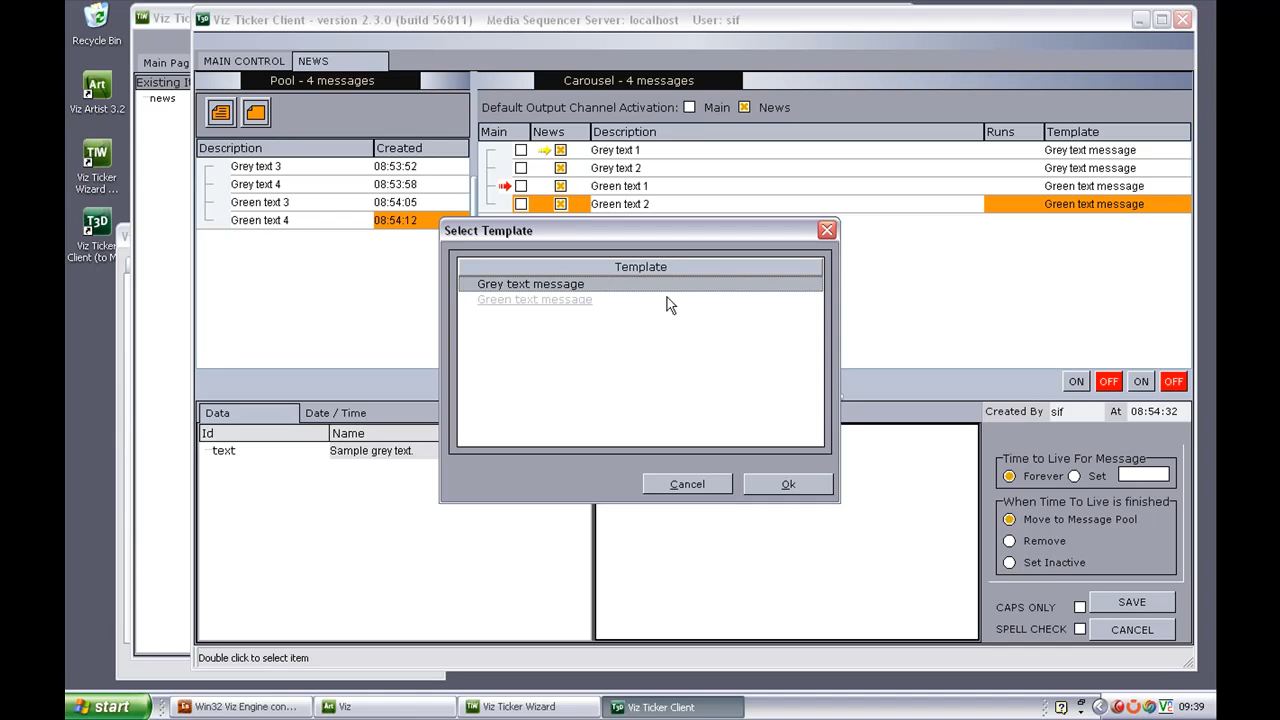 Recycle Bin
Viz Artist 3.2
Viz Ticker
Wizard ...
Viz Ticker
Client (to M
Viz Tic
Main Pag
Existing It
news
Viz Ticker Client - version 2.3.0 (build 56811) Media Sequencer Server: localhost User: sif
MAIN CONTROL NEWS
Pool - 4 messages
Carousel - 4 messages
Default Output Channel Activation: Main News
Description Created
Grey text 3 08:53:52
Grey text 4 08:53:58
Green text 3 08:54:05
Green text 4 08:54:12
Main News Description Runs Template
Grey text 1 Grey text message
Grey text 2 Grey text message
Green text 1 Green text message
Green text 2 Green text message
Select Template
Template
Grey text message
Green text message
Cancel Ok
ON OFF ON OFF
Data Date / Time
Id Name
text Sample grey text.
Created By sif At 08:54:32
Time to Live For Message
Forever Set
When Time To Live is finished
Move to Message Pool
Remove
Set Inactive
CAPS ONLY SAVE
SPELL CHECK CANCEL
Double click to select item
start Win32 Viz Engine con... Viz Viz Ticker Wizard Viz Ticker Client 09:39